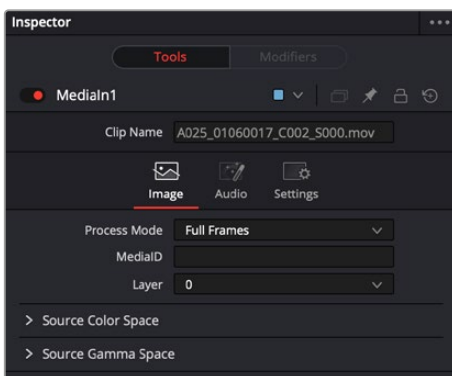 Inspector
Tools Modifiers
MediaIn1
Clip Name A025_01060017_C002_S000.mov
Image Audio Settings
Process Mode Full Frames
MediaID
Layer 0
Source Color Space
Source Gamma Space